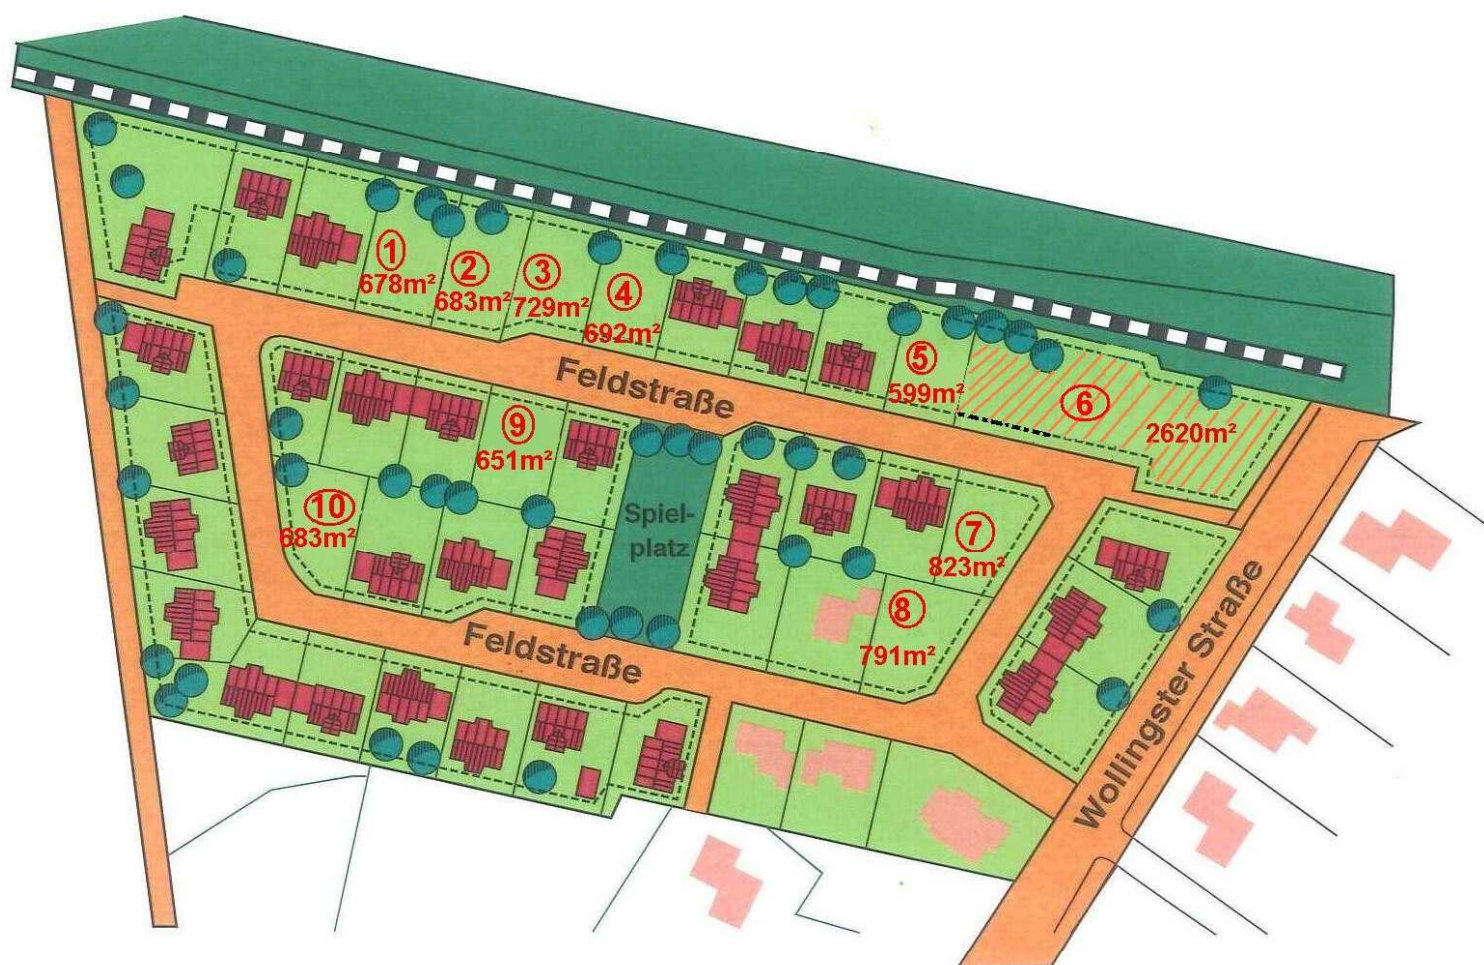 1
678m²
2
683m²
3
729m²
4
692m²
5
599m²
6
2620m²
Feldstraße
9
651m²
10
683m²
Spiel-
platz
7
823m²
8
791m²
Feldstraße
Wollingster Straße